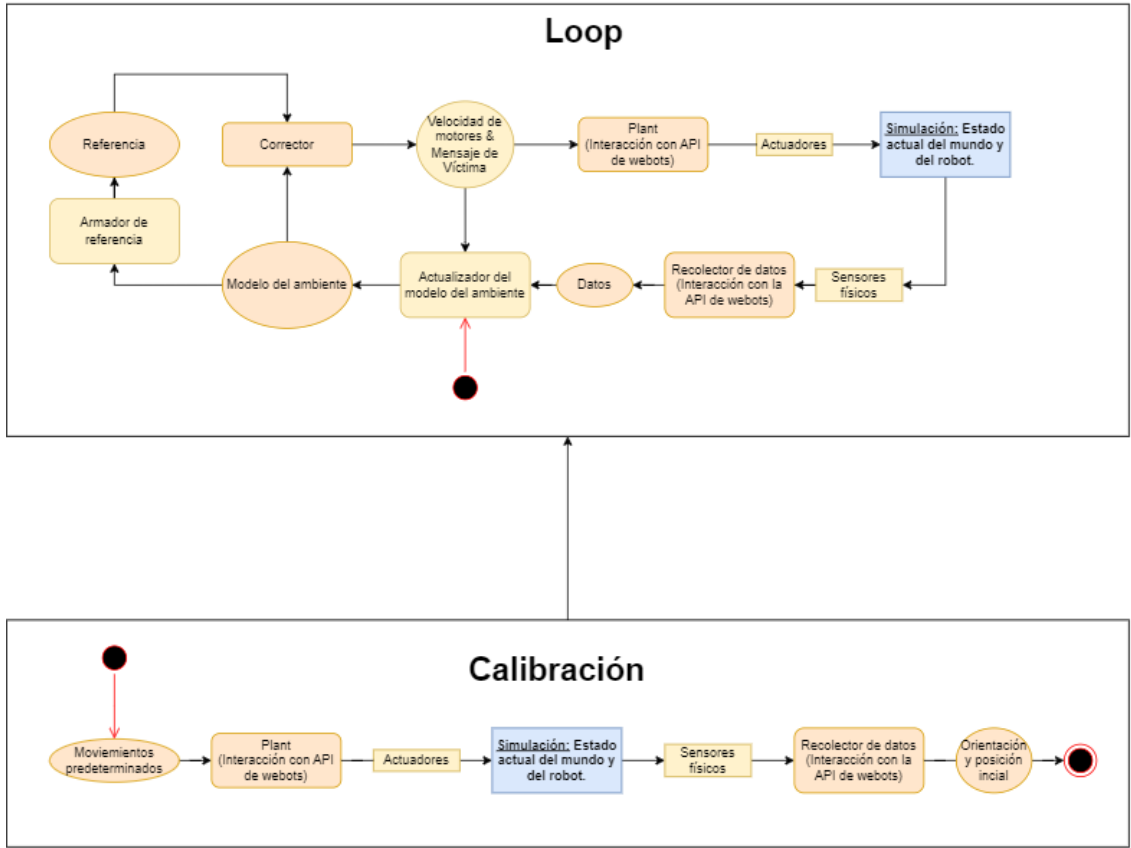 Loop
Referencia
Corrector
Velocidad de
motores &
Mensaje de
Víctima
Plant
(Interacción con API
de webots)
Actuadores
Simulación: Estado
actual del mundo y
del robot.
Armador de
referencia
Modelo del ambiente
Actualizador del
modelo del ambiente
Datos
Recolector de datos
(Interacción con la
API de webots)
Sensores
físicos
Calibración
Moviemientos
predeterminados
Plant
(Interacción con API
de webots)
Actuadores
Simulación: Estado
actual del mundo y
del robot.
Sensores
físicos
Recolector de datos
(Interacción con la
API de webots)
Orientación
y posición
incial